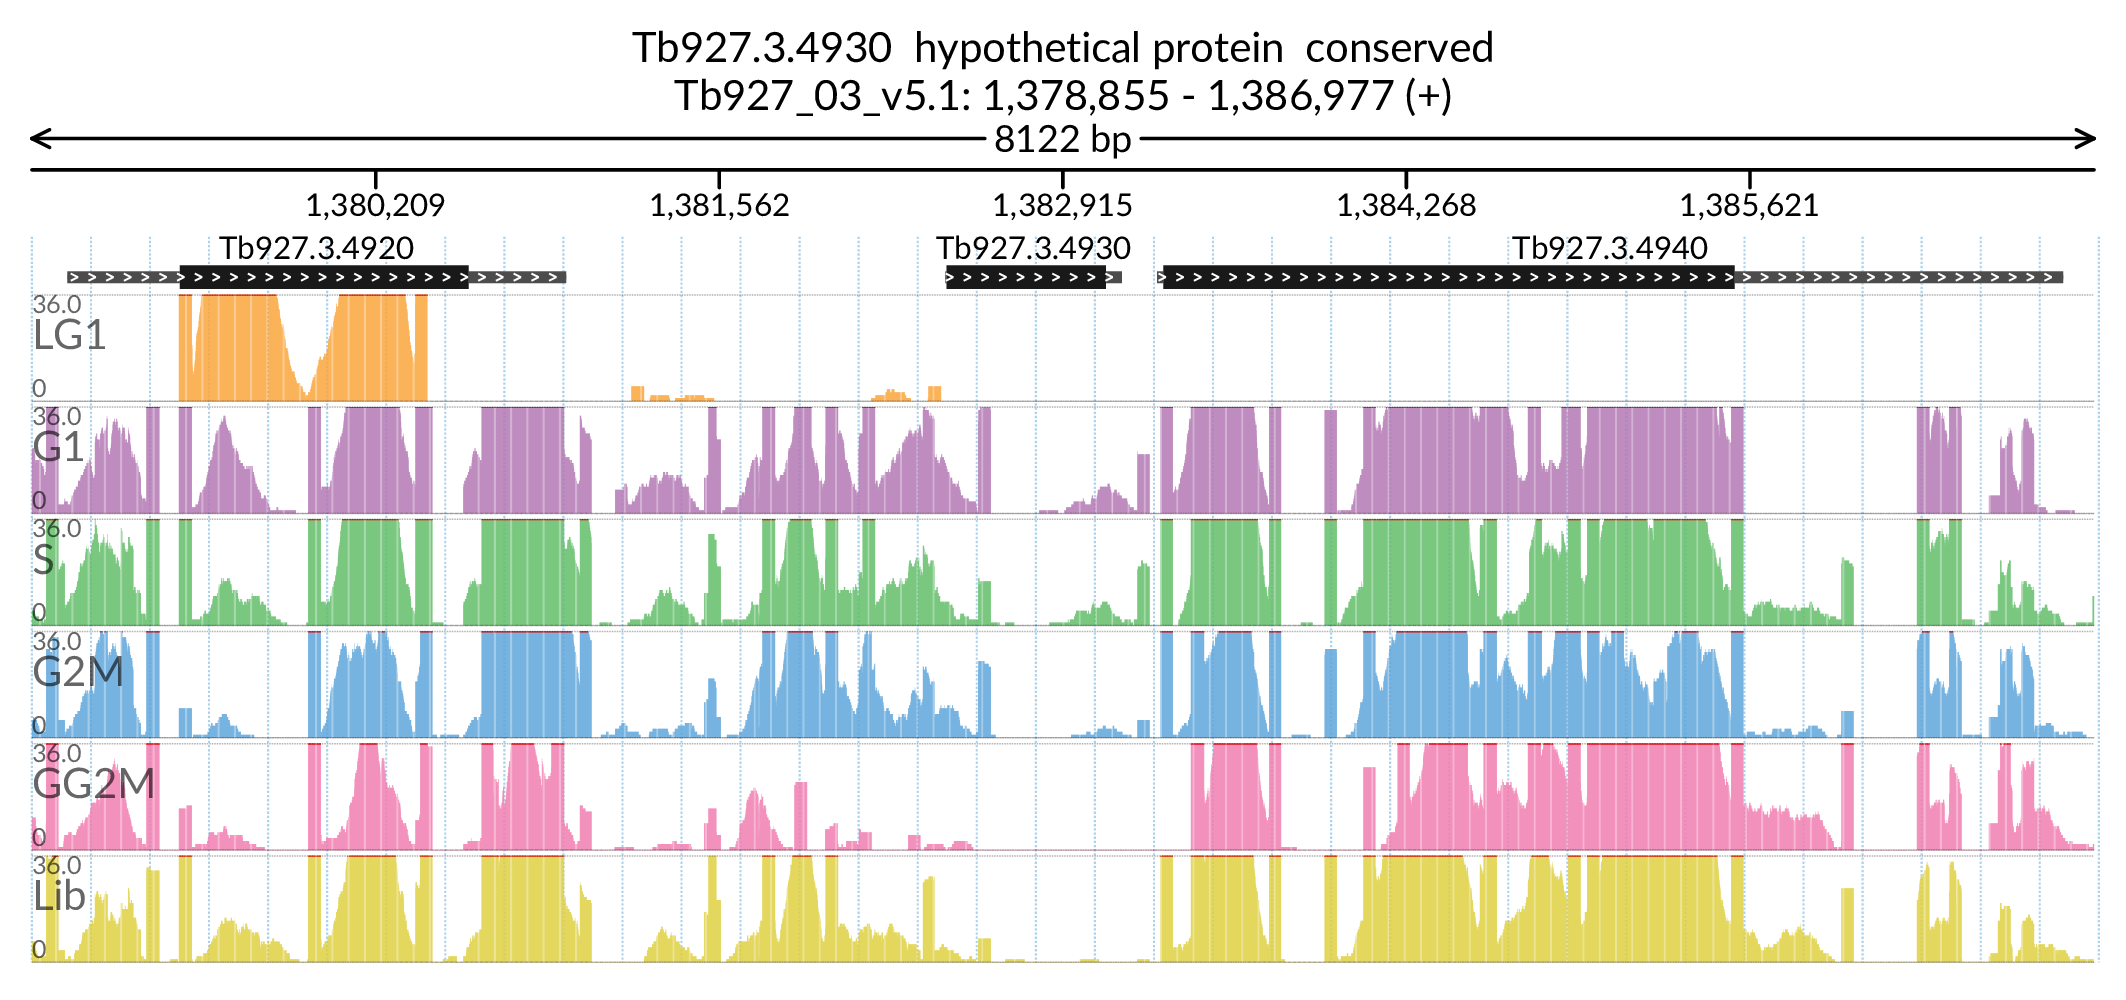 Tb927.3.4930 hypothetical protein conserved
Tb927_03_v5.1: 1,378,855 - 1,386,977 (+)
8122 bp
1,380,209 1,381,562 1,382,915 1,384,268 1,385,621
Tb927.3.4920 Tb927.3.4930 Tb927.3.4940
36.0
LG1
0
36.0
G1
0
36.0
S
0
36.0
G2M
0
36.0
GG2M
0
36.0
Lib
0